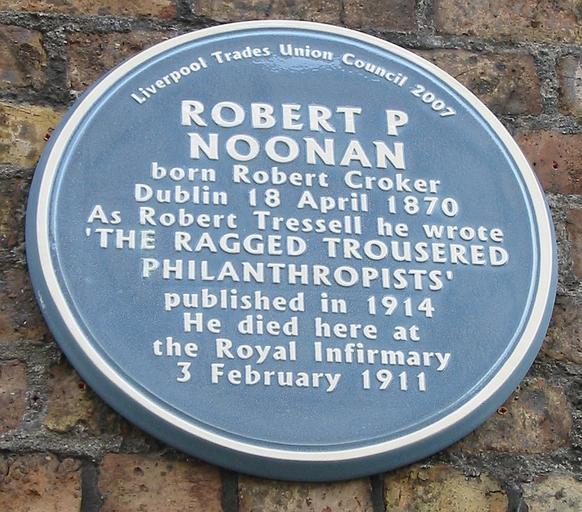 Liverpool Trades Union Council 2007
ROBERT P
NOONAN
born Robert Croker
Dublin 18 April 1870
As Robert Tressell he wrote
'THE RAGGED TROUSERED
PHILANTHROPISTS'
published in 1914
He died here at
the Royal Infirmary
3 February 1911